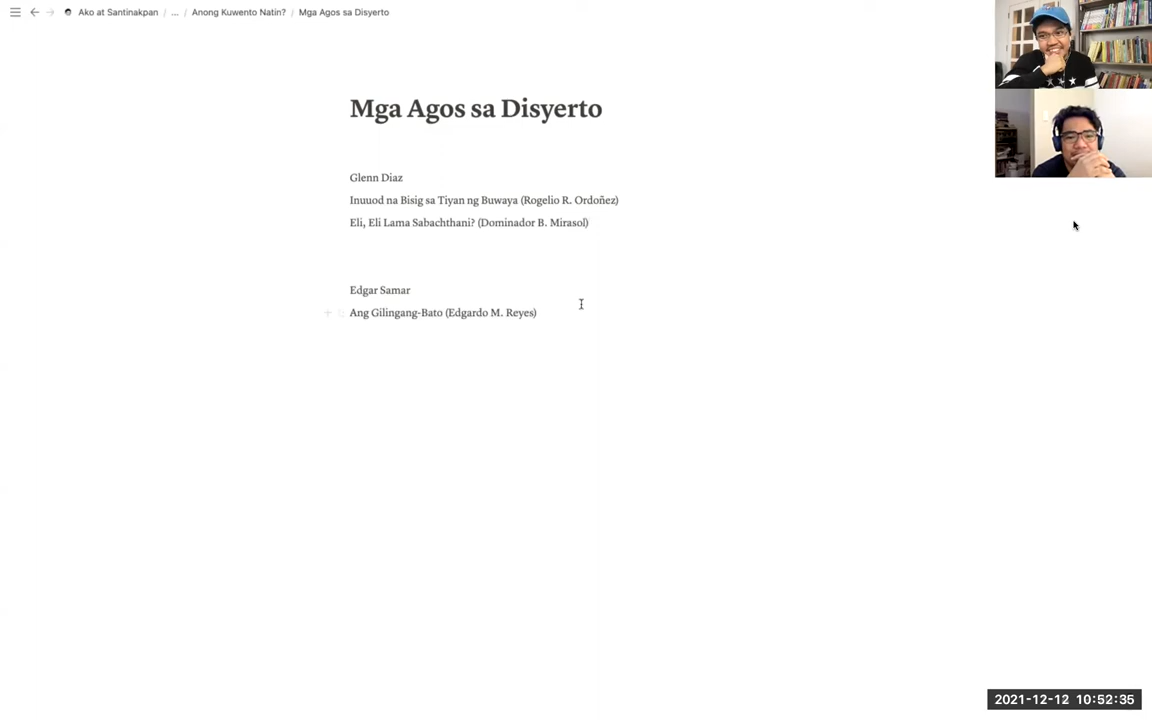 Ako at Santinakpan / ... / Anong Kuwento Natin? / Mga Agos sa Disyerto
Mga Agos sa Disyerto
Glenn Diaz
Inuuod na Bisig sa Tiyan ng Buwaya (Rogelio R. Ordoñez)
Eli, Eli Lama Sabachthani? (Dominador B. Mirasol)
Edgar Samar
Ang Gilingang-Bato (Edgardo M. Reyes)
2021-12-12 10:52:35